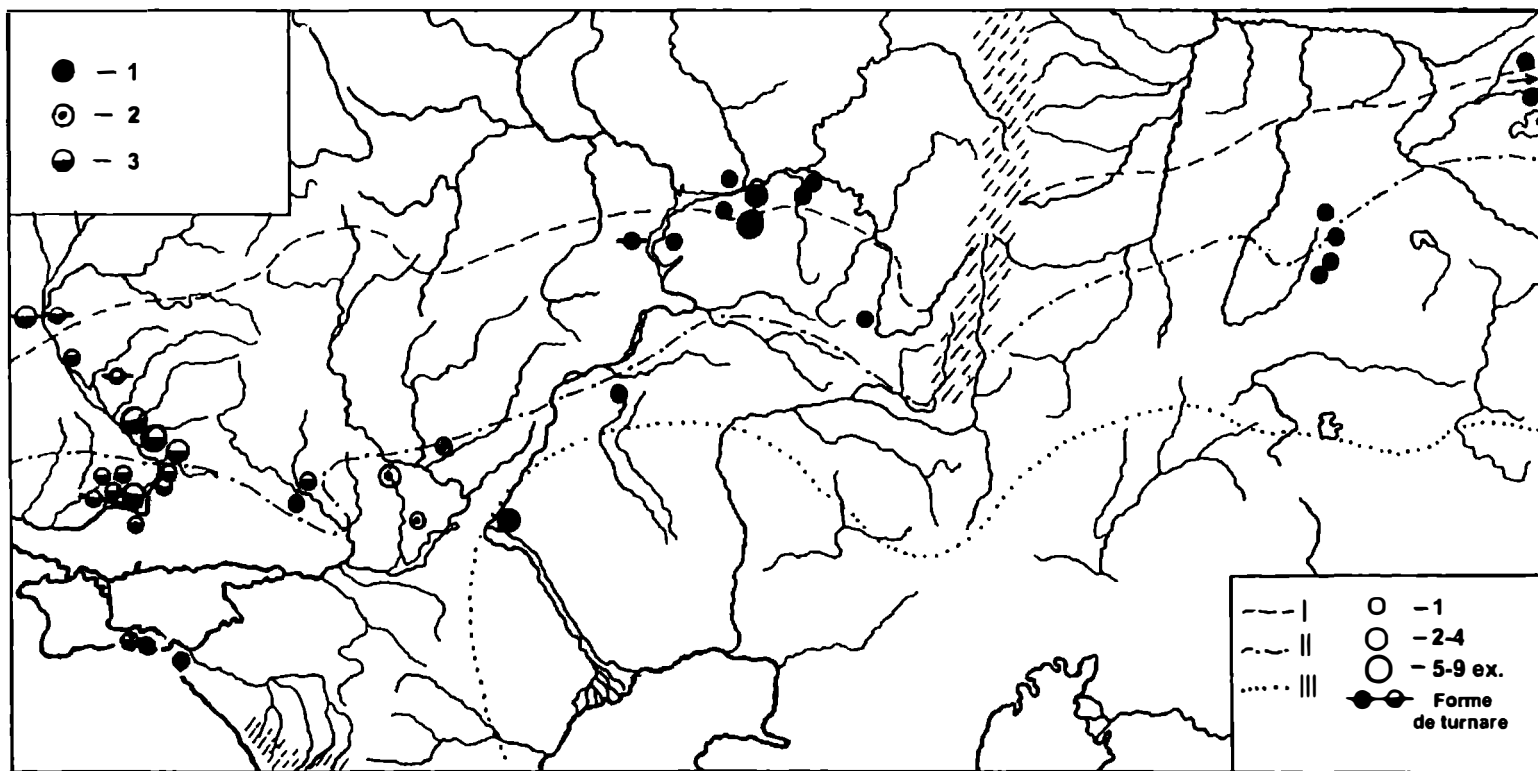 – 1
– 2
– 3
I
II
III
– 1
– 2-4
– 5-9 ex.
Forme
de turnare